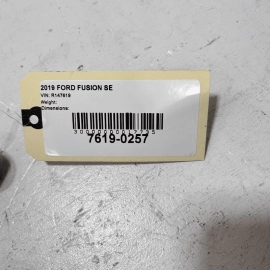 2019 FORD FUSION SE
VIN: R147619
Weight:
Dimensions:
7619-0257